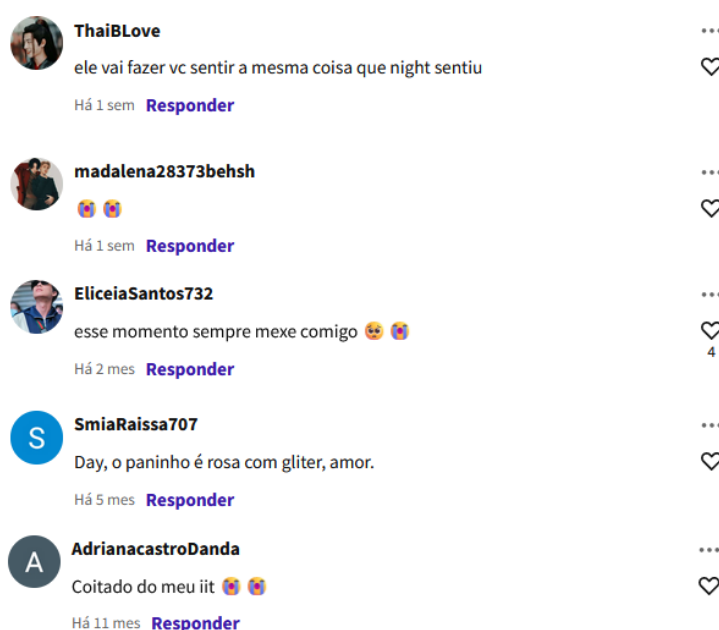 ThaiBLove
ele vai fazer vc sentir a mesma coisa que night sentiu
Há 1 sem Responder
madalena28373behsh
😭😭
Há 1 sem Responder
EliceiaSantos732
esse momento sempre mexe comigo 🥺😭
4
Há 2 mes Responder
S
SmiaRaissa707
Day, o paninho é rosa com gliter, amor.
Há 5 mes Responder
A
AdrianacastroDanda
Coitado do meu iit 😭😭
Há 11 mes Responder